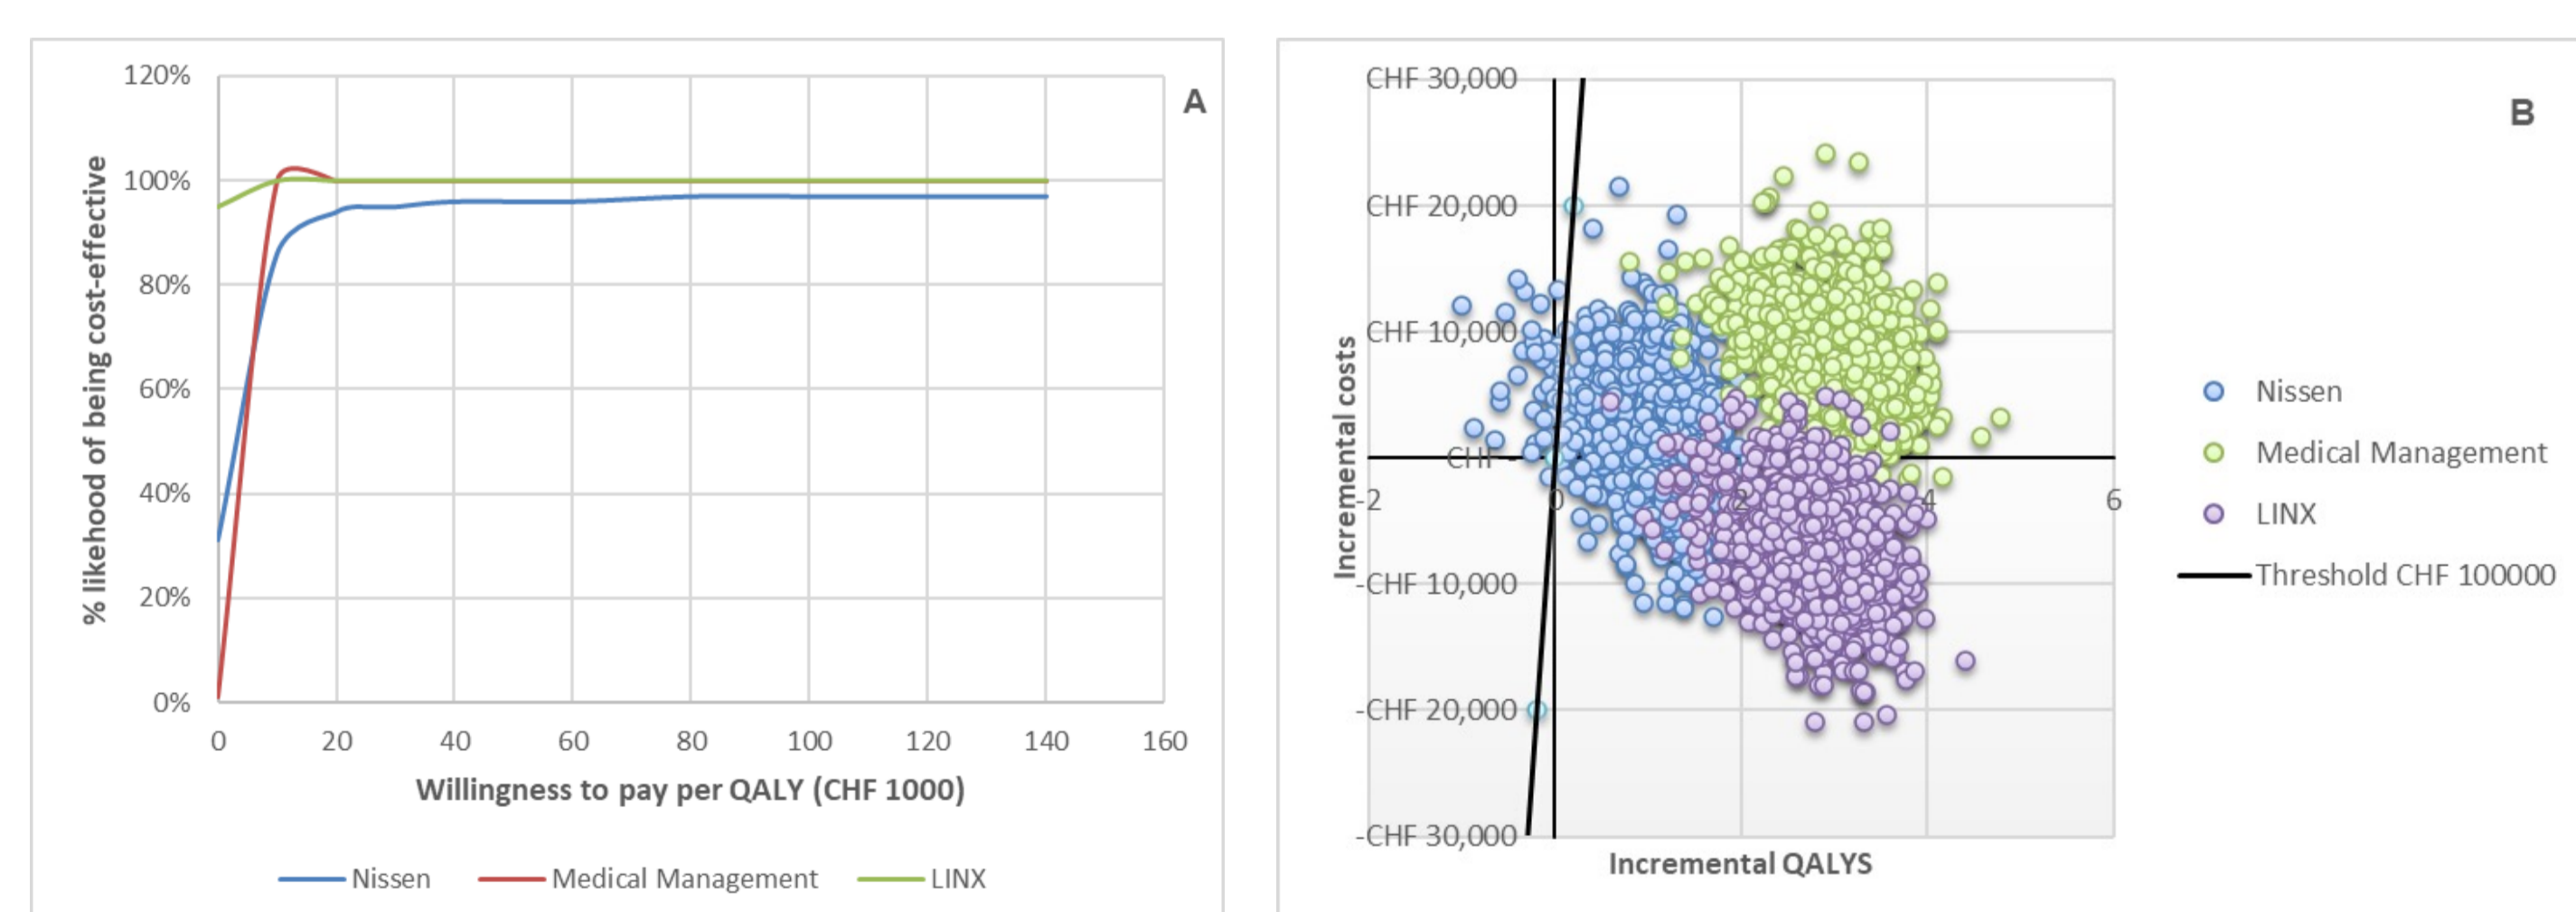 A
120%
100%
80%
60%
40%
20%
0%
% likehood of being cost-effective
0 20 40 60 80 100 120 140 160
Willingness to pay per QALY (CHF 1000)
Nissen Medical Management LINX
B
CHF 30,000
CHF 20,000
CHF 10,000
CHF -
-CHF 10,000
-CHF 20,000
-CHF 30,000
Incremental costs
-2 0 2 4 6
Incremental QALYS
Nissen
Medical Management
LINX
Threshold CHF 100000